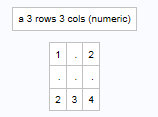 a 3 rows 3 cols (numeric)
1 . 2
. . .
2 3 4